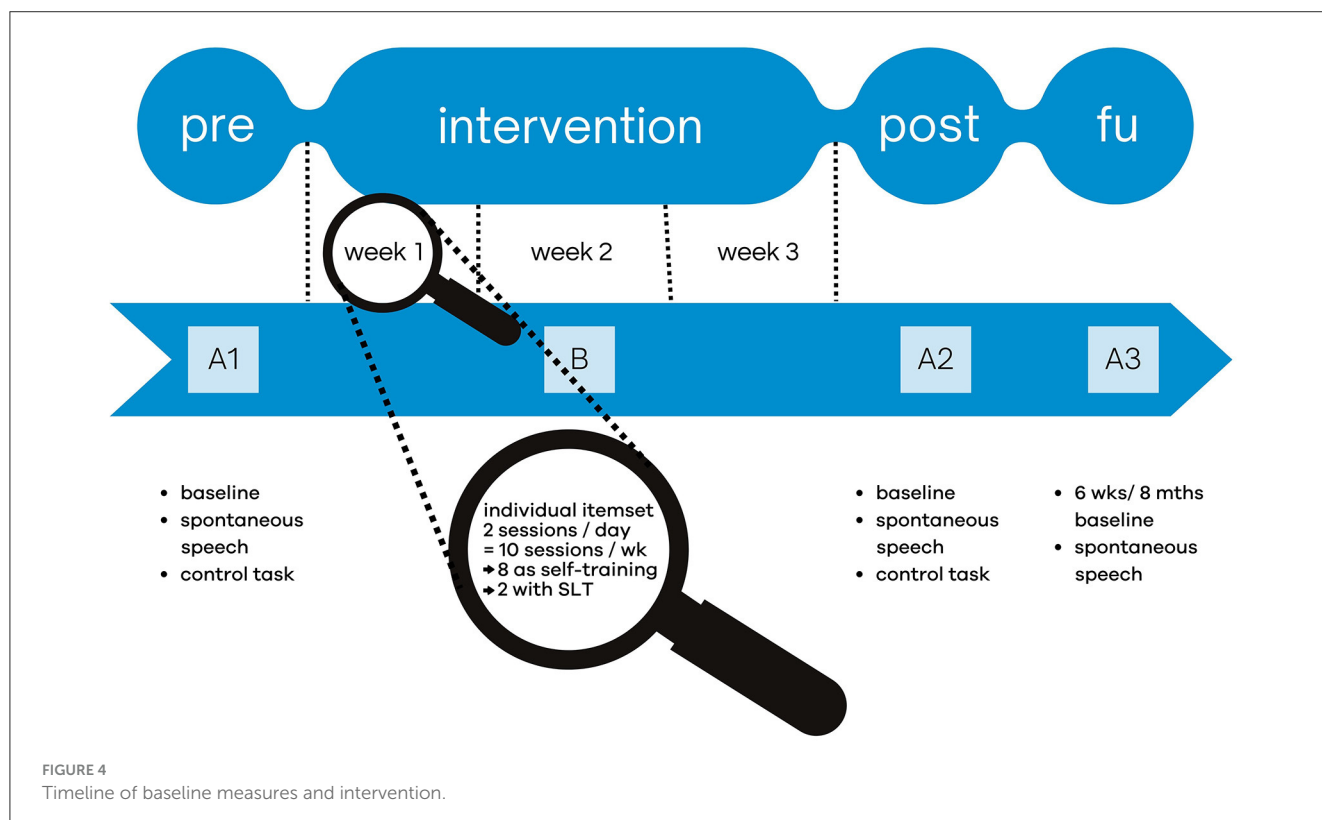 pre
intervention
post
fu
week 1
week 2
week 3
A1
B
A2
A3
• baseline
• spontaneous
speech
• control task
individual itemset
2 sessions / day
= 10 sessions / wk
➔ 8 as self-training
➔ 2 with SLT
• baseline
• spontaneous
speech
• control task
• 6 wks/ 8 mths
baseline
• spontaneous
speech
FIGURE 4
Timeline of baseline measures and intervention.